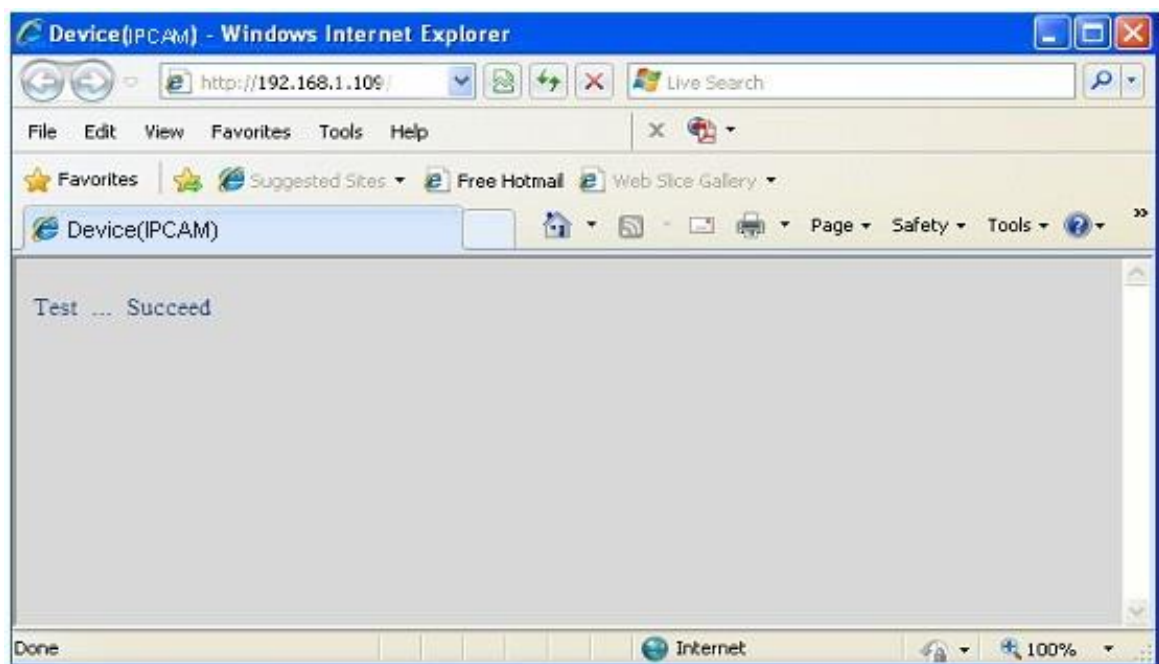 Device(IPCAM) - Windows Internet Explorer
http://192.168.1.109/
Live Search
File Edit View Favorites Tools Help
Favorites Suggested Sites Free Hotmail Web Slice Gallery
Device(IPCAM) Page Safety Tools
Test ... Succeed
Done Internet 100%